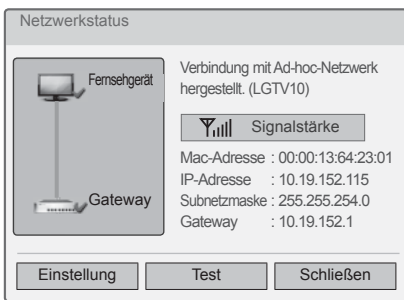 Netzwerkstatus
Fernsehgerät
Gateway
Verbindung mit Ad-hoc-Netzwerk
hergestellt. (LGTV10)
Signalstärke
Mac-Adresse : 00:00:13:64:23:01
IP-Adresse : 10.19.152.115
Subnetzmaske : 255.255.254.0
Gateway : 10.19.152.1
Einstellung
Test
Schließen